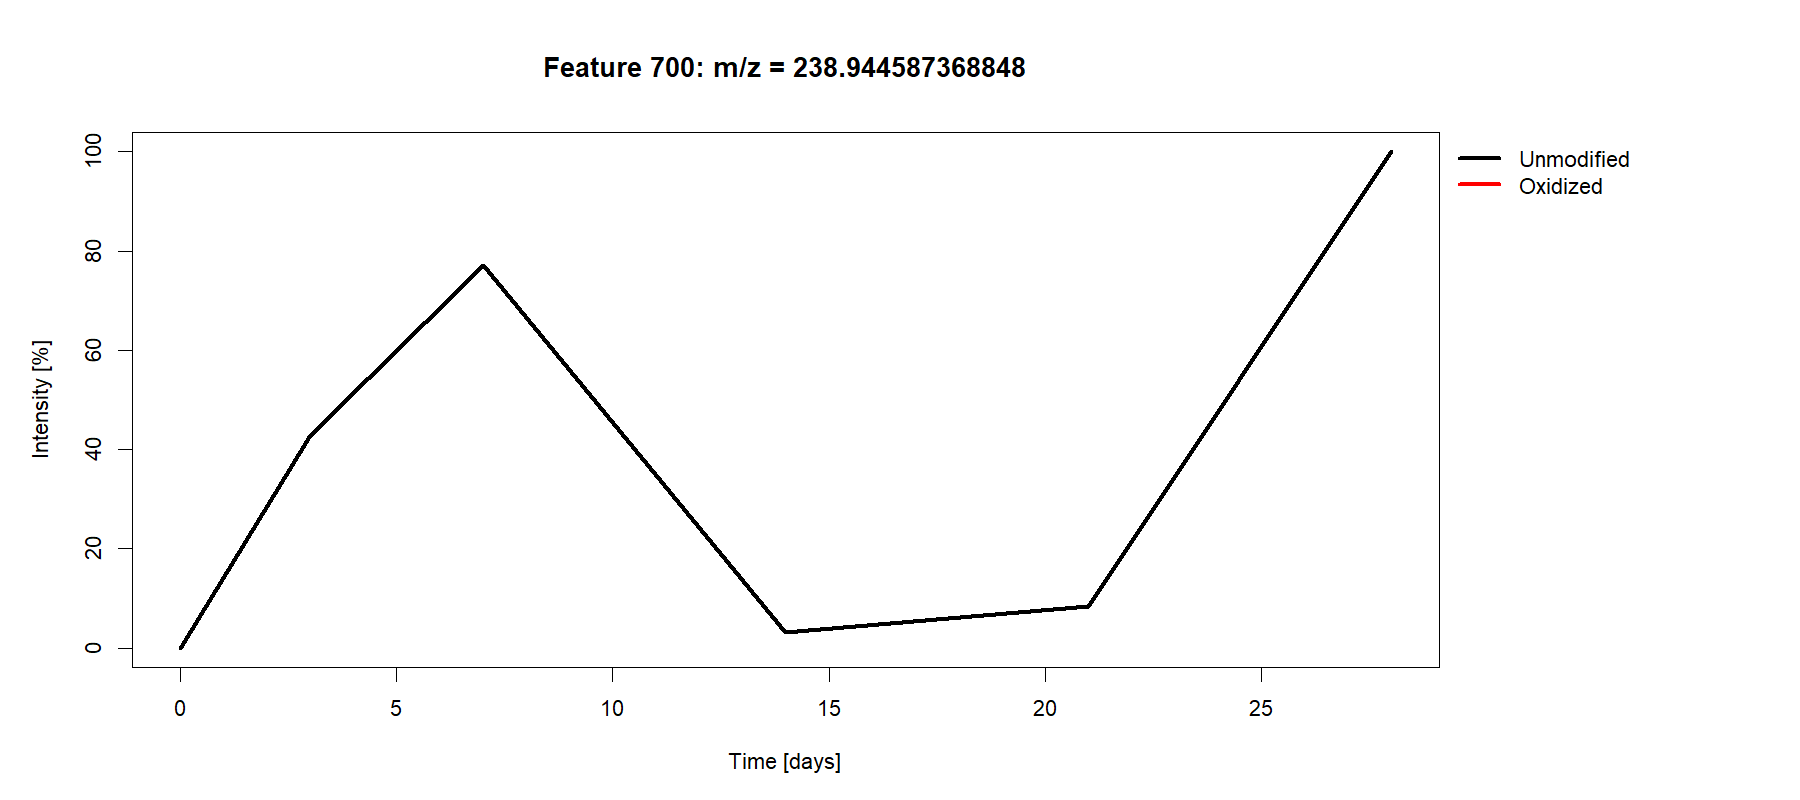 Feature 700: m/z = 238.944587368848
Unmodified
Oxidized
Intensity [%]
100
80
60
40
20
0
0 5 10 15 20 25
Time [days]